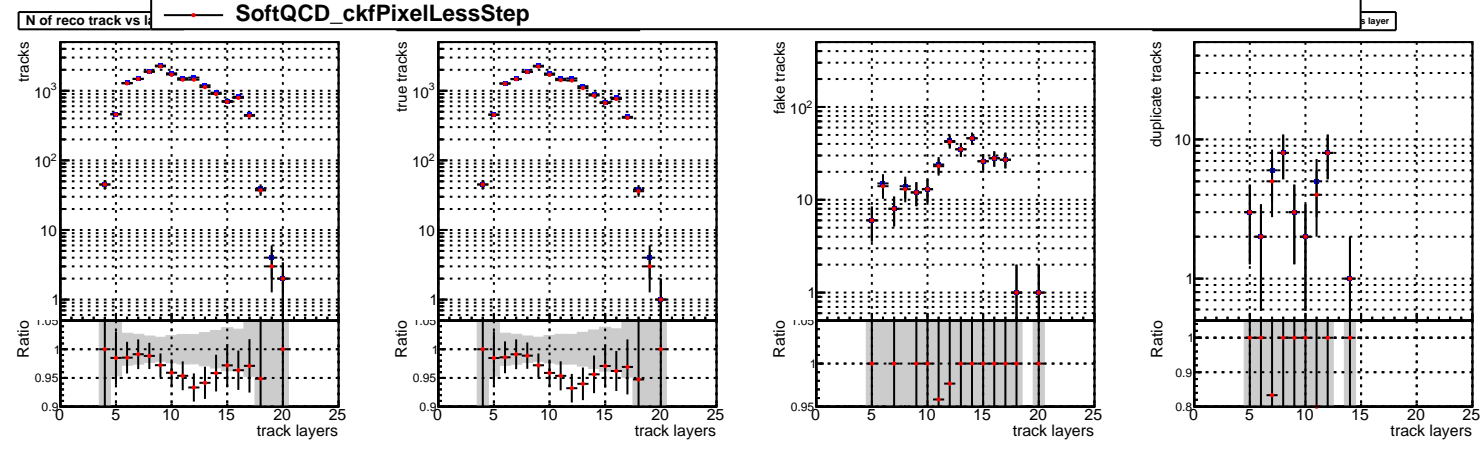 SoftQCD_ckfPixelLessStep
N of reco track vs la
s layer
tracks
10³
10²
10
1
Ratio
1.05
1
0.95
0.9
0 5 10 15 20 25
track layers
true tracks
10³
10²
10
1
Ratio
1.05
1
0.95
0.9
0 5 10 15 20 25
track layers
fake tracks
10²
10
1
Ratio
1.05
1
0.95
0 5 10 15 20 25
track layers
duplicate tracks
10
1
Ratio
1
0.9
0.8
0 5 10 15 20 25
track layers